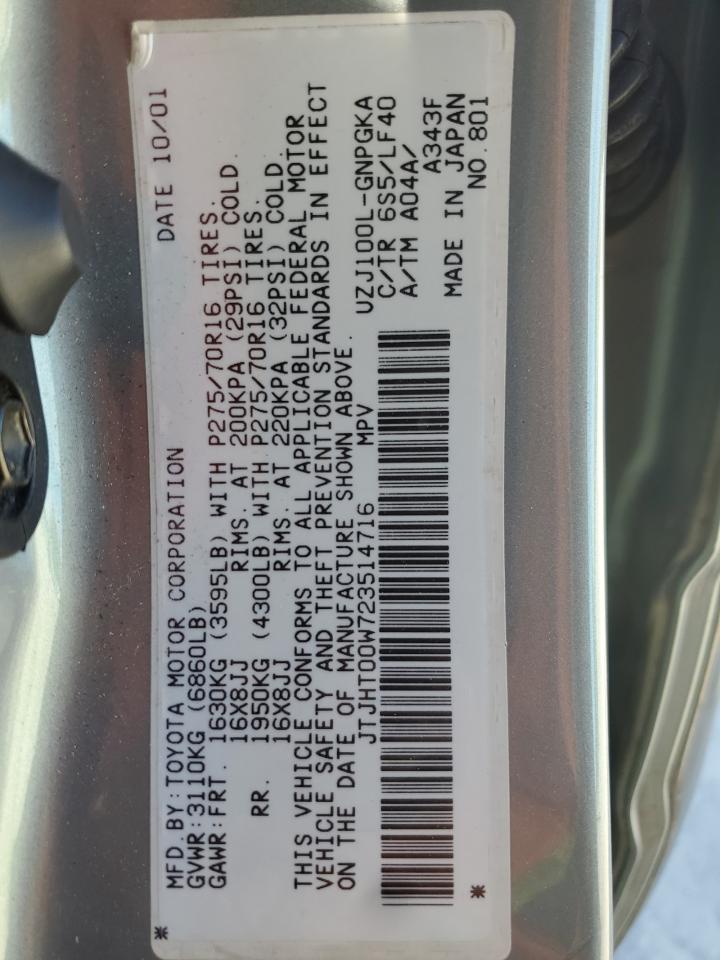 MFD. BY: TOYOTA MOTOR CORPORATION DATE 10/01
GVWR: 3110KG (6860LB)
GAWR: FRT. 1630KG (3595LB) WITH P275/70R16 TIRES.
16X8JJ RIMS. AT 200KPA (29PSI) COLD.
RR. 1950KG (4300LB) WITH P275/70R16 TIRES.
16X8JJ RIMS. AT 220KPA (32PSI) COLD.
THIS VEHICLE CONFORMS TO ALL APPLICABLE FEDERAL MOTOR
VEHICLE SAFETY AND THEFT PREVENTION STANDARDS IN EFFECT
ON THE DATE OF MANUFACTURE SHOWN ABOVE.
JTJHT00W723514716 MPV UZJ100L-GNPGKA
C/TR 6S5/LF40
A/TM A04A/
A343F
MADE IN JAPAN
NO. 801